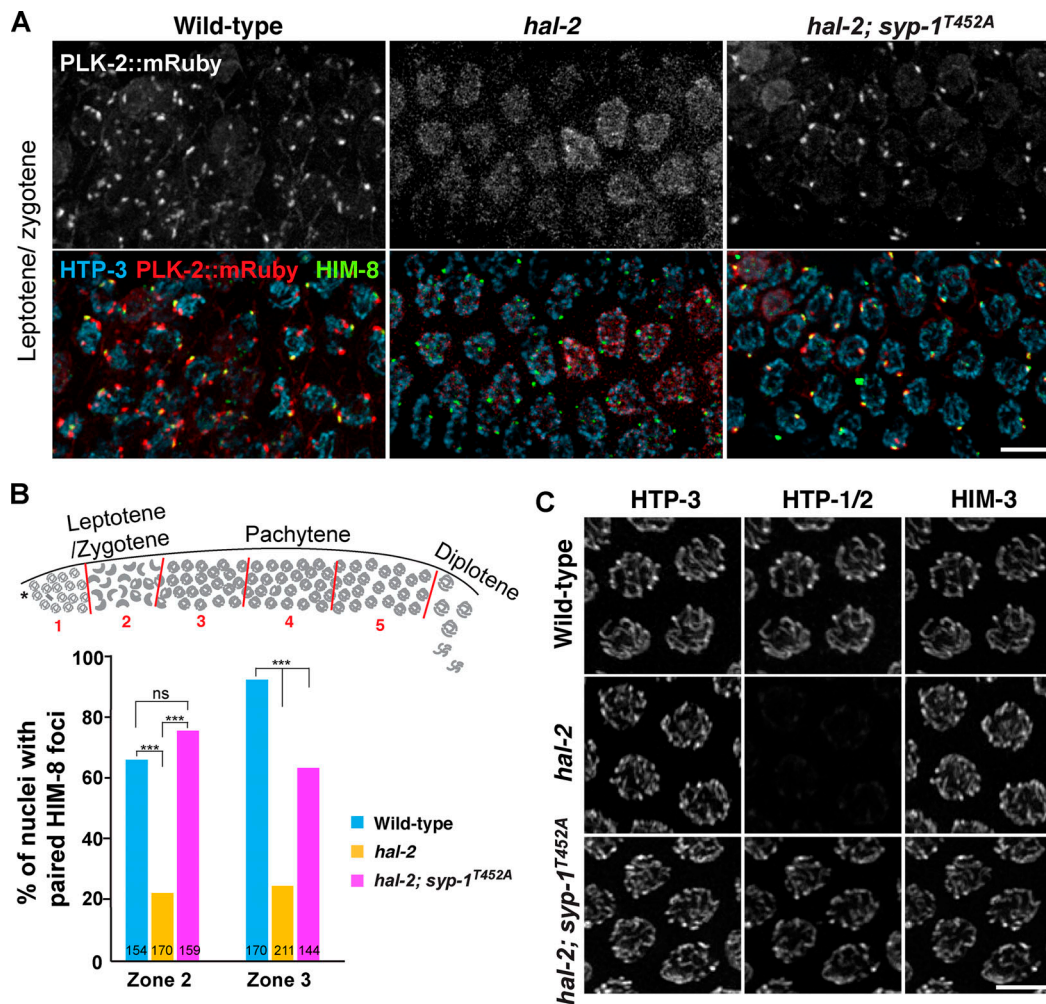 A
Wild-type
hal-2
hal-2; syp-1T452A
Leptotene/ zygotene
PLK-2::mRuby
HTP-3 PLK-2::mRuby HIM-8
B
Leptotene
/Zygotene
Pachytene
Diplotene
*
1 2 3 4 5
% of nuclei with
paired HIM-8 foci
100
80
60
40
20
0
ns
***
***
***
154 170 159
170 211 144
Zone 2
Zone 3
Wild-type
hal-2
hal-2; syp-1T452A
C
HTP-3
HTP-1/2
HIM-3
Wild-type
hal-2
hal-2; syp-1T452A